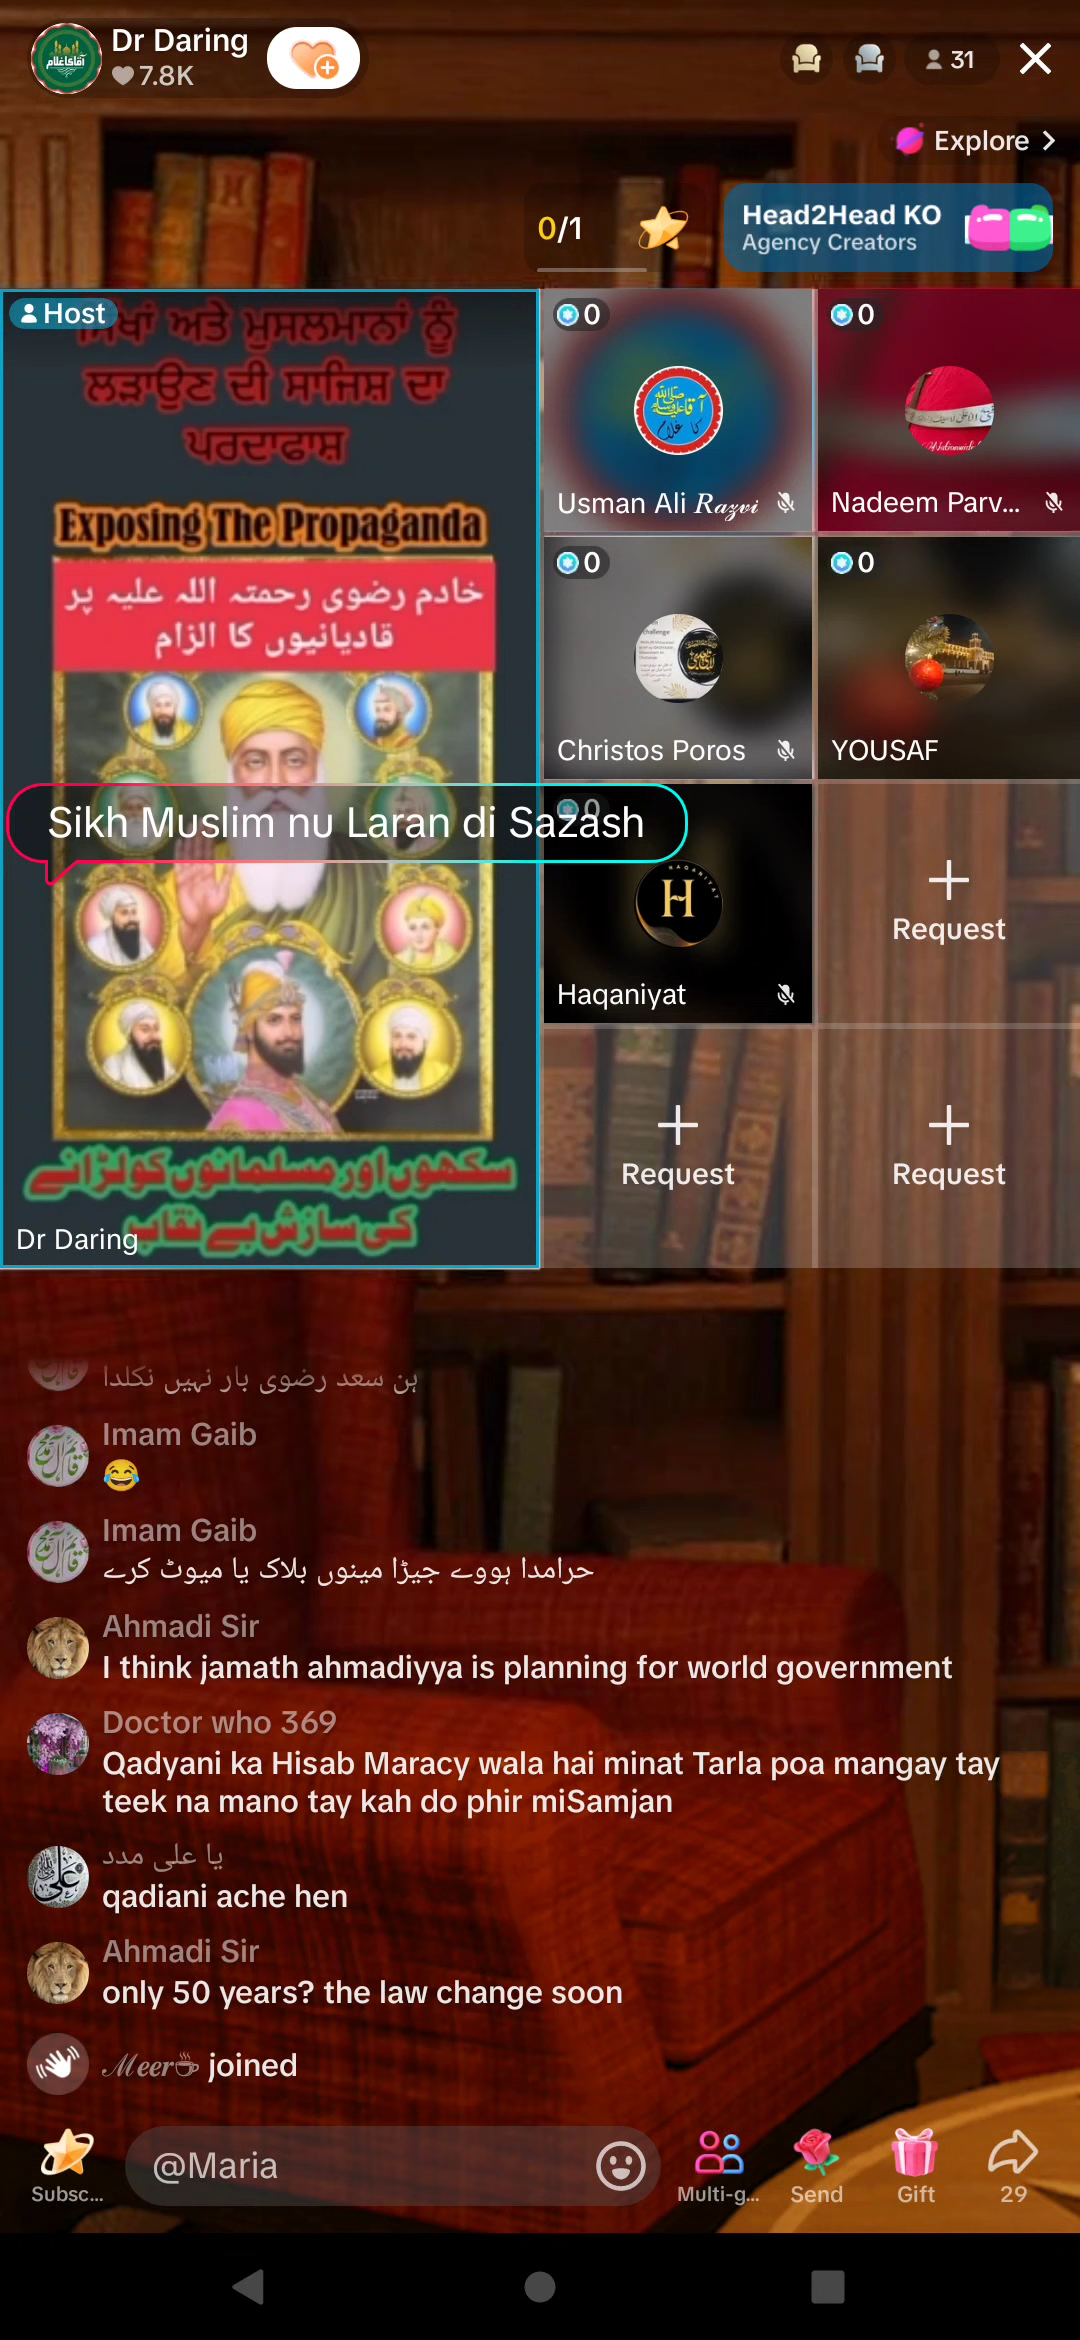 Dr Daring
7.8K
31
Explore
0/1
Head2Head KO
Agency Creators
Host
ਸਿੱਖਾਂ ਅਤੇ ਮੁਸਲਮਾਨਾਂ ਨੂੰ
ਲੜਾਉਣ ਦੀ ਸਾਜਿਸ਼ ਦਾ
ਪਰਦਾਫਾਸ਼
Exposing The Propaganda
خادم رضوی رحمتہ اللہ علیہ پر
قادیانیوں کا الزام
Sikh Muslim nu Laran di Sazash
سکھوں اور مسلمانوں کو لڑانے
کی سازش بے نقاب
Dr Daring
0
Usman Ali Razvi
0
Nadeem Parv...
0
Christos Poros
0
YOUSAF
0
Haqaniyat
Request
Request
Request
ہن سعد رضوی بار نہیں نکلدا
Imam Gaib
😂
Imam Gaib
حرامدا ہووے جیڑا مینوں بلاک یا میوٹ کرے
Ahmadi Sir
I think jamath ahmadiyya is planning for world government
Doctor who 369
Qadyani ka Hisab Maracy wala hai minat Tarla poa mangay tay
teek na mano tay kah do phir miSamjan
یا علی مدد
qadiani ache hen
Ahmadi Sir
only 50 years? the law change soon
Meer☕ joined
Subsc...
@Maria
Multi-g...
Send
Gift
29